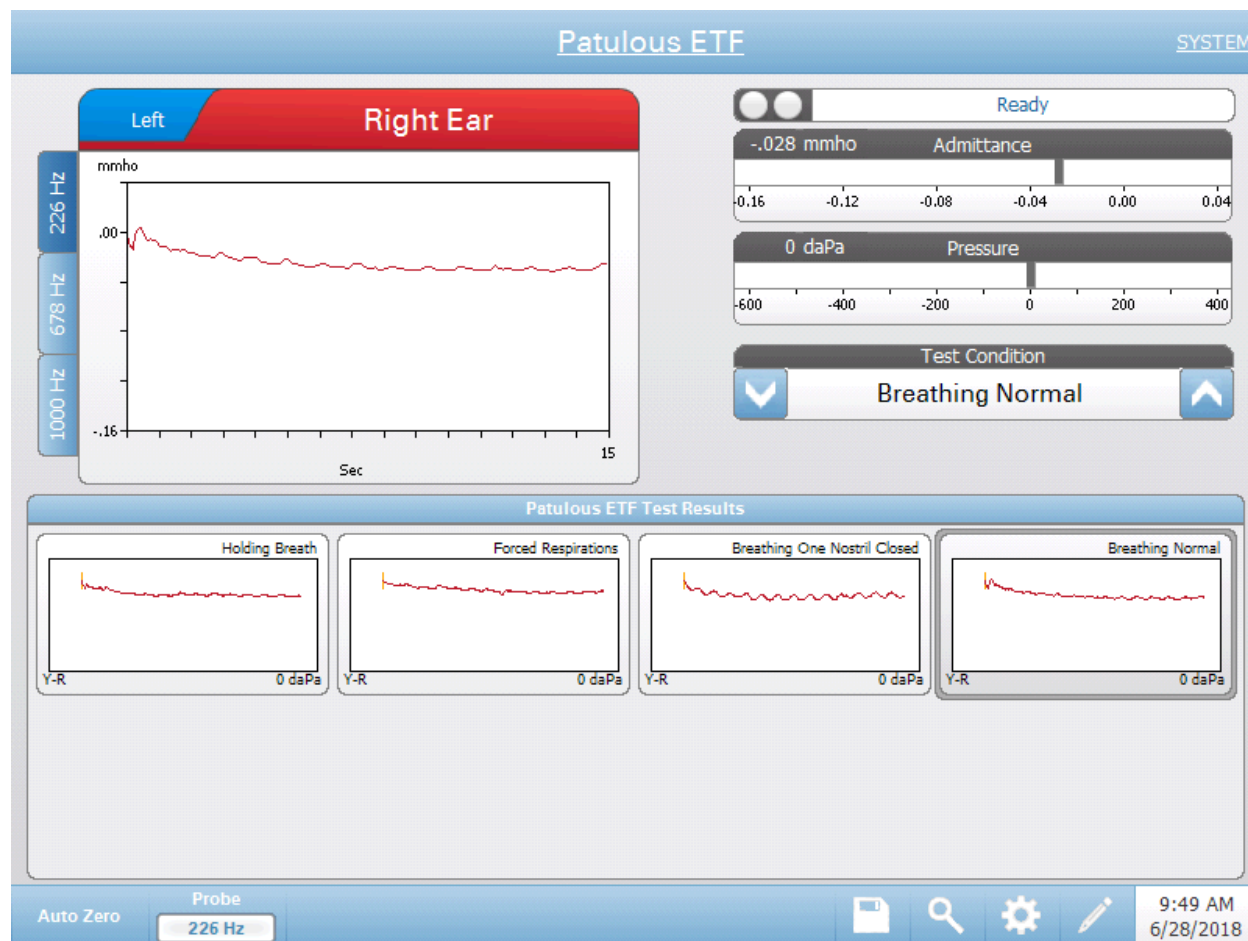 Patulous ETF
SYSTEM
Left
Right Ear
226 Hz
678 Hz
1000 Hz
mmho
.00
-.16
15
Sec
Ready
-.028 mmho Admittance
-0.16 -0.12 -0.08 -0.04 0.00 0.04
0 daPa Pressure
-600 -400 -200 0 200 400
Test Condition
Breathing Normal
Patulous ETF Test Results
Holding Breath
Y-R 0 daPa
Forced Respirations
Y-R 0 daPa
Breathing One Nostril Closed
Y-R 0 daPa
Breathing Normal
Y-R 0 daPa
Auto Zero
Probe
226 Hz
9:49 AM
6/28/2018